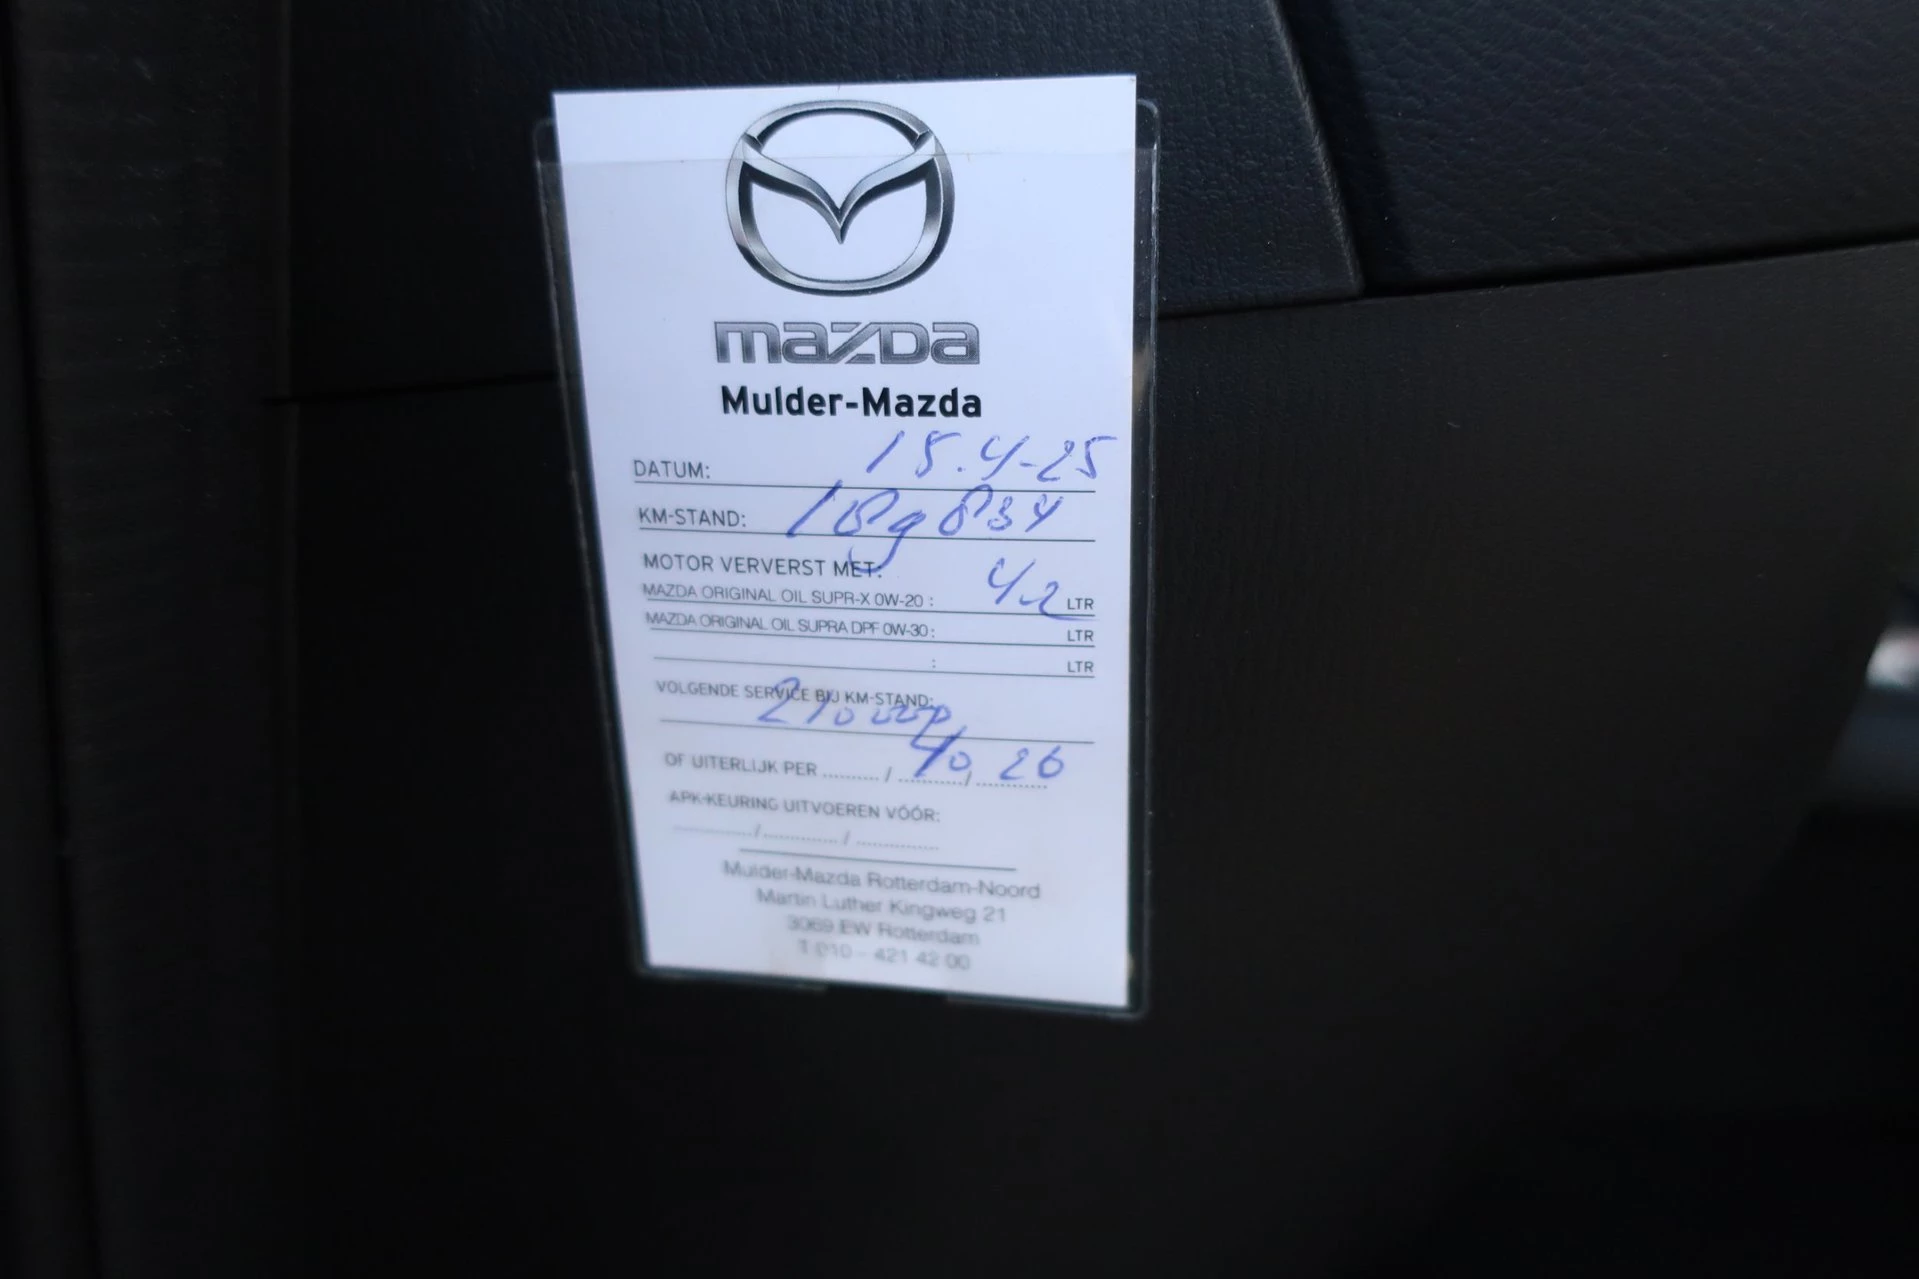 mazda
Mulder-Mazda
DATUM: 15.4-25
KM-STAND: 189834
MOTOR VERVERST MET:
MAZDA ORIGINAL OIL SUPR-X 0W-20 : 4,2 LTR
MAZDA ORIGINAL OIL SUPRA DPF 0W-30 : LTR
: LTR
VOLGENDE SERVICE BIJ KM-STAND:
210000
OF UITERLIJK PER ........../ .........../ ............ 26
APK-KEURING UITVOEREN VÓÓR:
............/............./ .............
Mulder-Mazda Rotterdam-Noord
Martin Luther Kingweg 21
3069 EW Rotterdam
T 010 - 421 42 00